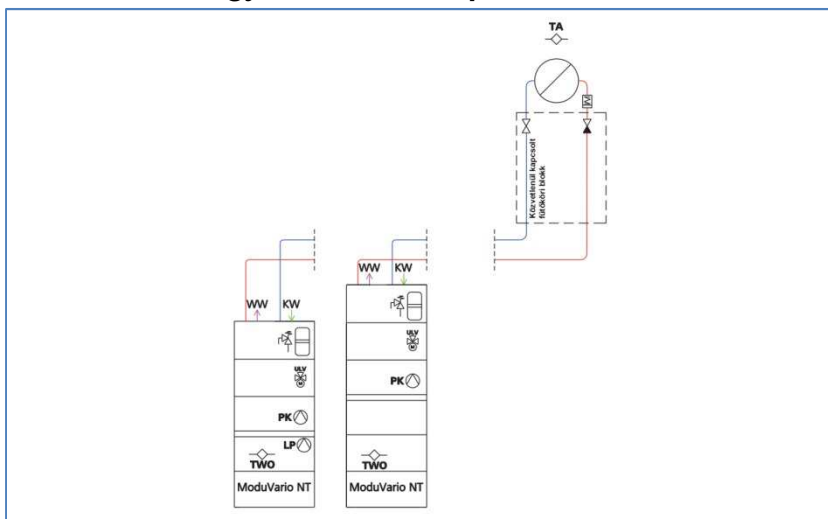 TA
M
Közvetlenül kapcsolt
fűtőköri blokk
WW KW
WW KW
ULV
M
ULV
M
PK
PK
LP
TWO
TWO
ModuVario NT
ModuVario NT